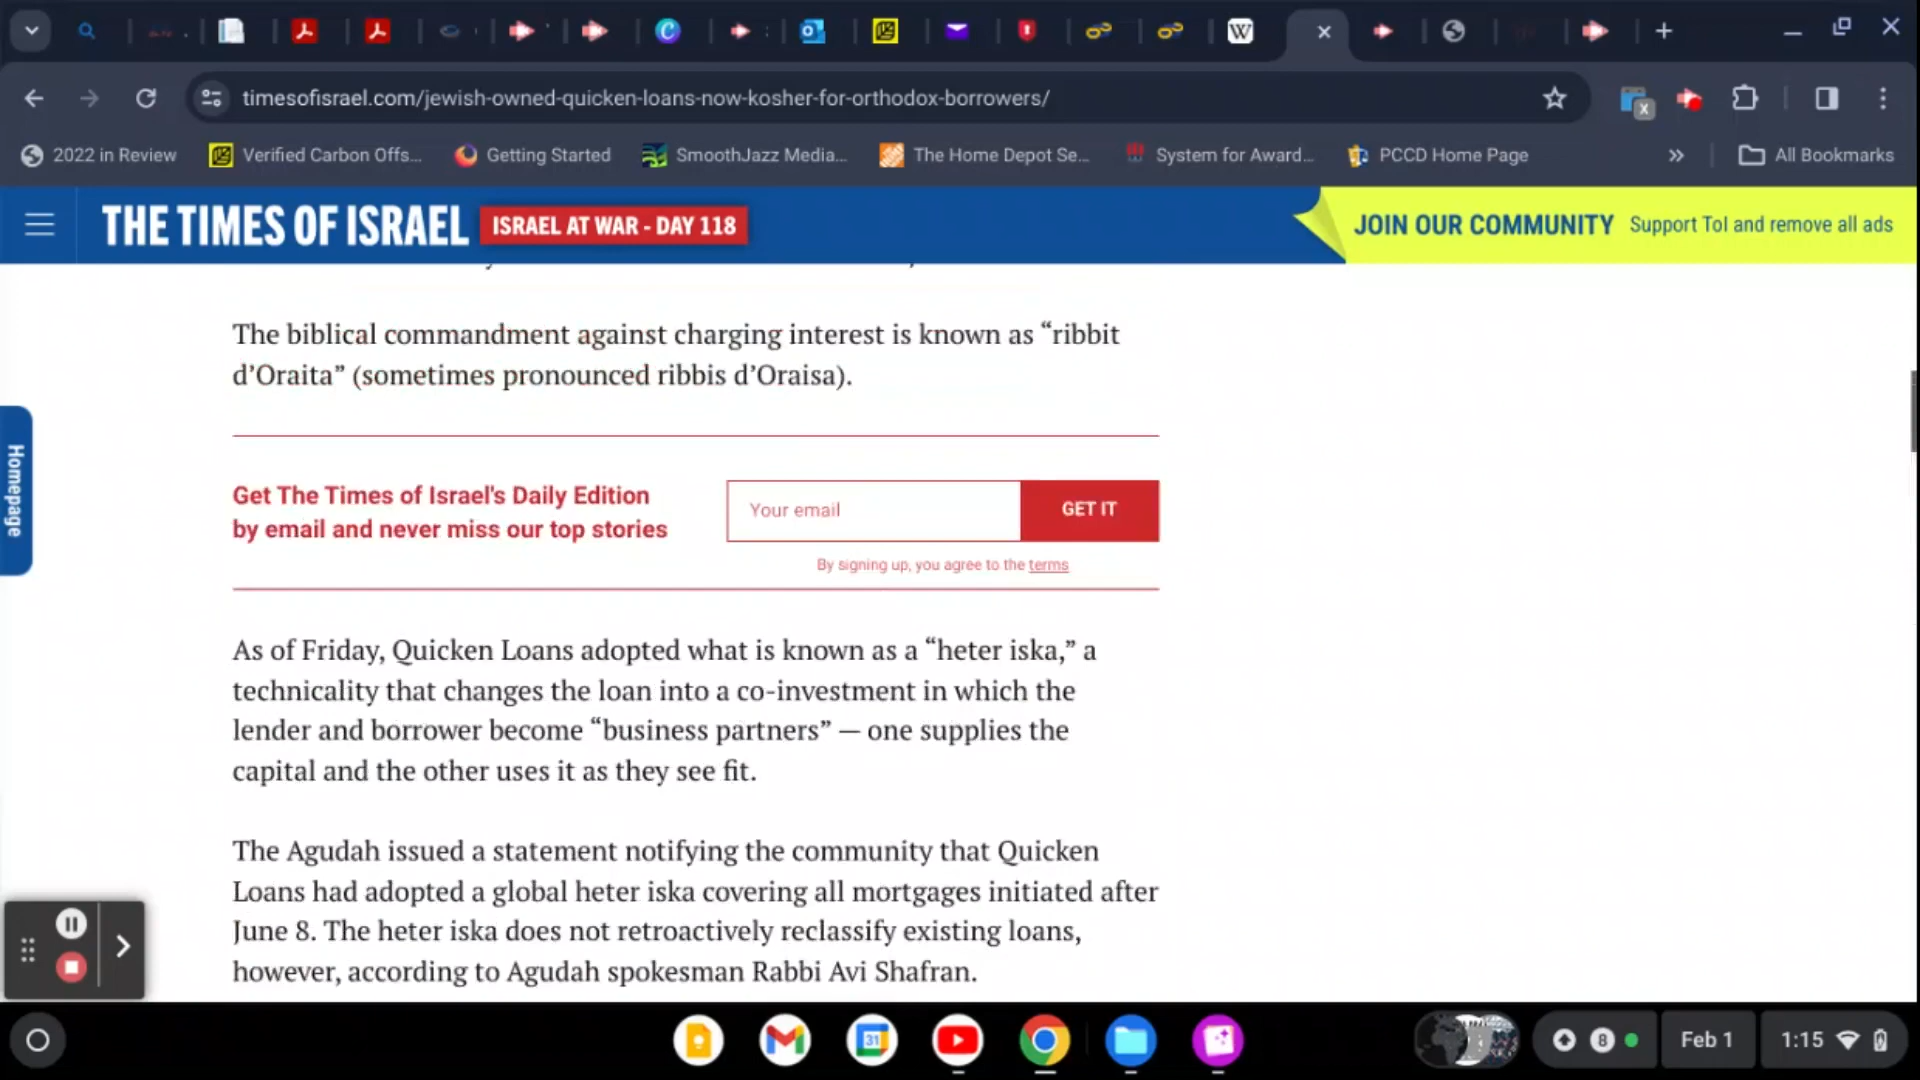 timesofisrael.com/jewish-owned-quicken-loans-now-kosher-for-orthodox-borrowers/
2022 in Review
Verified Carbon Offs...
Getting Started
SmoothJazz Media...
The Home Depot Se...
System for Award...
PCCD Home Page
All Bookmarks
THE TIMES OF ISRAEL
ISRAEL AT WAR - DAY 118
JOIN OUR COMMUNITY
Support ToI and remove all ads
Homepage
The biblical commandment against charging interest is known as “ribbit
d’Oraita” (sometimes pronounced ribbis d’Oraisa).
Get The Times of Israel's Daily Edition
by email and never miss our top stories
Your email
GET IT
By signing up, you agree to the terms
As of Friday, Quicken Loans adopted what is known as a “heter iska,” a
technicality that changes the loan into a co-investment in which the
lender and borrower become “business partners” — one supplies the
capital and the other uses it as they see fit.
The Agudah issued a statement notifying the community that Quicken
Loans had adopted a global heter iska covering all mortgages initiated after
June 8. The heter iska does not retroactively reclassify existing loans,
however, according to Agudah spokesman Rabbi Avi Shafran.
31
8
Feb 1
1:15